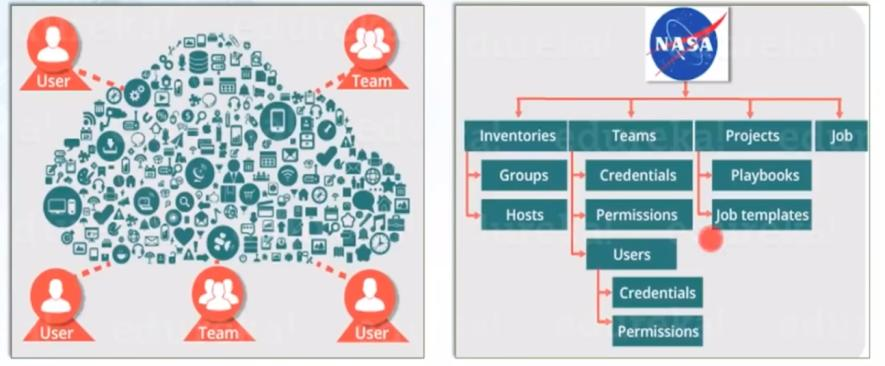 User
Team
User
Team
User
NASA
Inventories
Teams
Projects
Job
Groups
Credentials
Playbooks
Hosts
Permissions
Job templates
Users
Credentials
Permissions